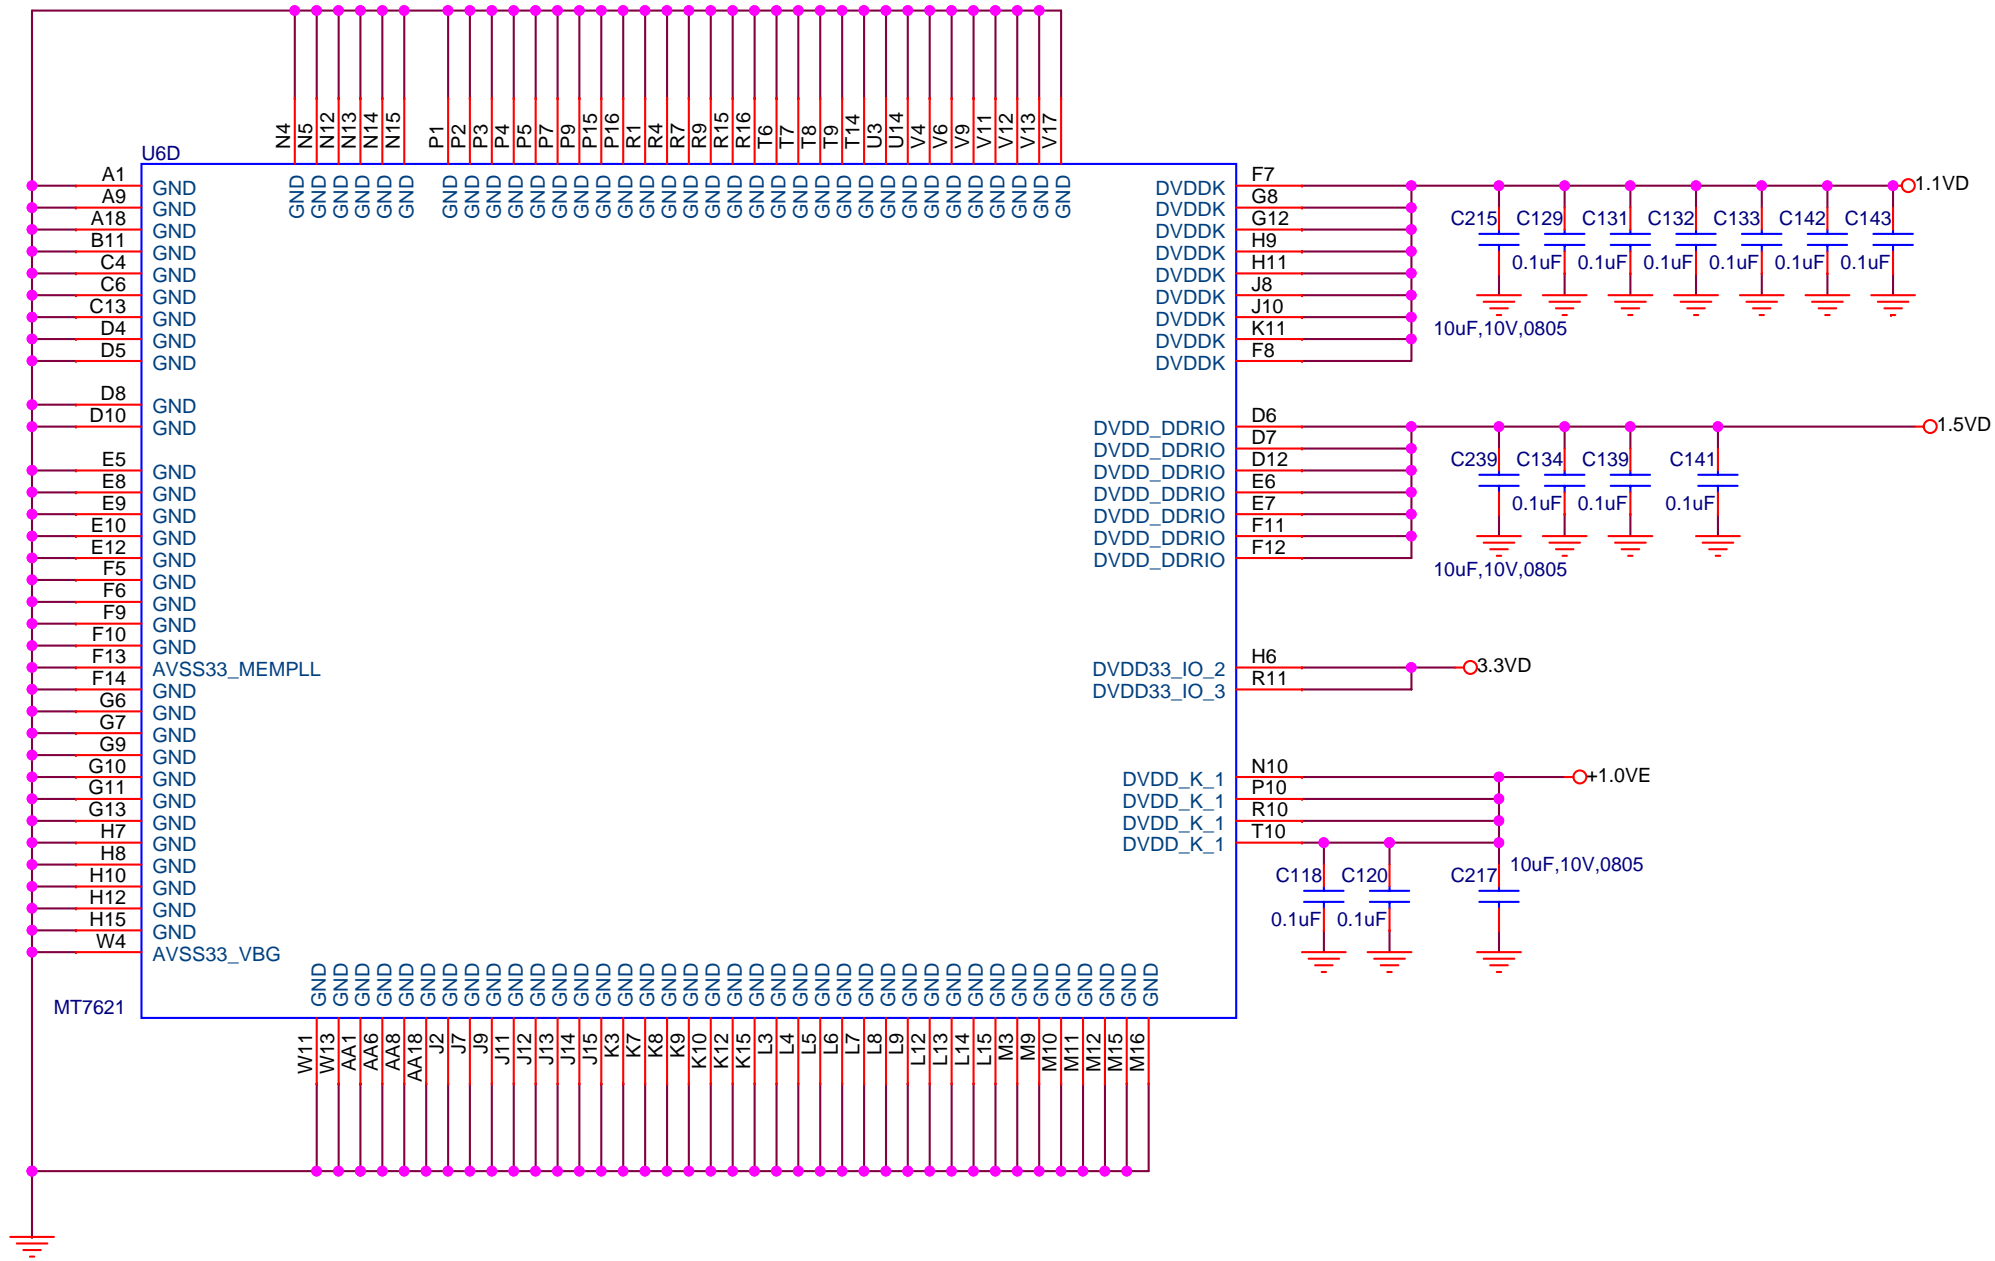 N4 N5 N12 N13 N14 N15 P1 P2 P3 P4 P5 P7 P9 P15 P16 R1 R4 R7 R9 R15 R16 T6 T7 T8 T9 T14 U3 U14 V4 V6 V9 V11 V12 V13 V17
U6D
GND GND GND GND GND GND GND GND GND GND GND GND GND GND GND GND GND GND GND GND GND GND GND GND GND GND GND GND GND GND GND GND GND GND GND
A1 GND
A9 GND
A18 GND
B11 GND
C4 GND
C6 GND
C13 GND
D4 GND
D5 GND
D8 GND
D10 GND
E5 GND
E8 GND
E9 GND
E10 GND
E12 GND
F5 GND
F6 GND
F9 GND
F10 GND
F13 AVSS33_MEMPLL
F14 GND
G6 GND
G7 GND
G9 GND
G10 GND
G11 GND
G13 GND
H7 GND
H8 GND
H10 GND
H12 GND
H15 GND
W4 AVSS33_VBG
MT7621
DVDDK F7
DVDDK G8
DVDDK G12
DVDDK H9
DVDDK H11
DVDDK J8
DVDDK J10
DVDDK K11
DVDDK F8
1.1VD
C215 C129 C131 C132 C133 C142 C143
0.1uF 0.1uF 0.1uF 0.1uF 0.1uF 0.1uF
10uF,10V,0805
DVDD_DDRIO D6
DVDD_DDRIO D7
DVDD_DDRIO D12
DVDD_DDRIO E6
DVDD_DDRIO E7
DVDD_DDRIO F11
DVDD_DDRIO F12
1.5VD
C239 C134 C139 C141
0.1uF 0.1uF 0.1uF
10uF,10V,0805
DVDD33_IO_2 H6
DVDD33_IO_3 R11
3.3VD
DVDD_K_1 N10
DVDD_K_1 P10
DVDD_K_1 R10
DVDD_K_1 T10
+1.0VE
10uF,10V,0805
C118 C120 C217
0.1uF 0.1uF
GND GND GND GND GND GND GND GND GND GND GND GND GND GND GND GND GND GND GND GND GND GND GND GND GND GND GND GND GND GND GND GND GND GND GND GND GND GND GND
W11 W13 AA1 AA6 AA8 AA18 J2 J7 J9 J11 J12 J13 J14 J15 K3 K7 K8 K9 K10 K12 K15 L3 L4 L5 L6 L7 L8 L9 L12 L13 L14 L15 M3 M9 M10 M11 M12 M15 M16